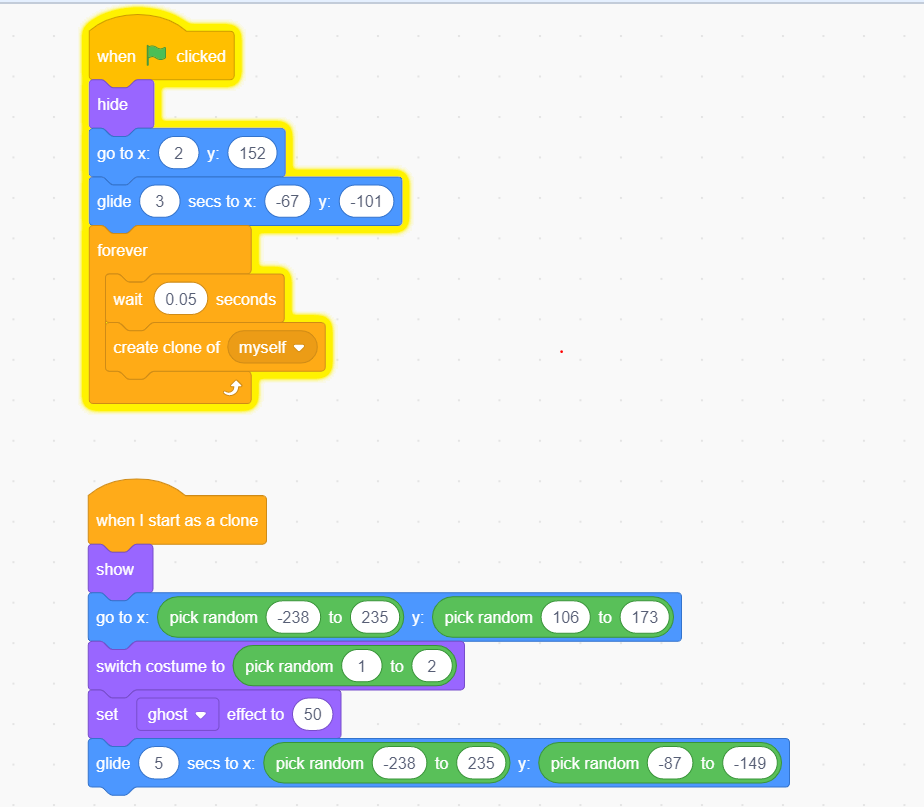 when clicked
hide
go to x: 2 y: 152
glide 3 secs to x: -67 y: -101
forever
wait 0.05 seconds
create clone of myself
when I start as a clone
show
go to x: pick random -238 to 235 y: pick random 106 to 173
switch costume to pick random 1 to 2
set ghost effect to 50
glide 5 secs to x: pick random -238 to 235 y: pick random -87 to -149